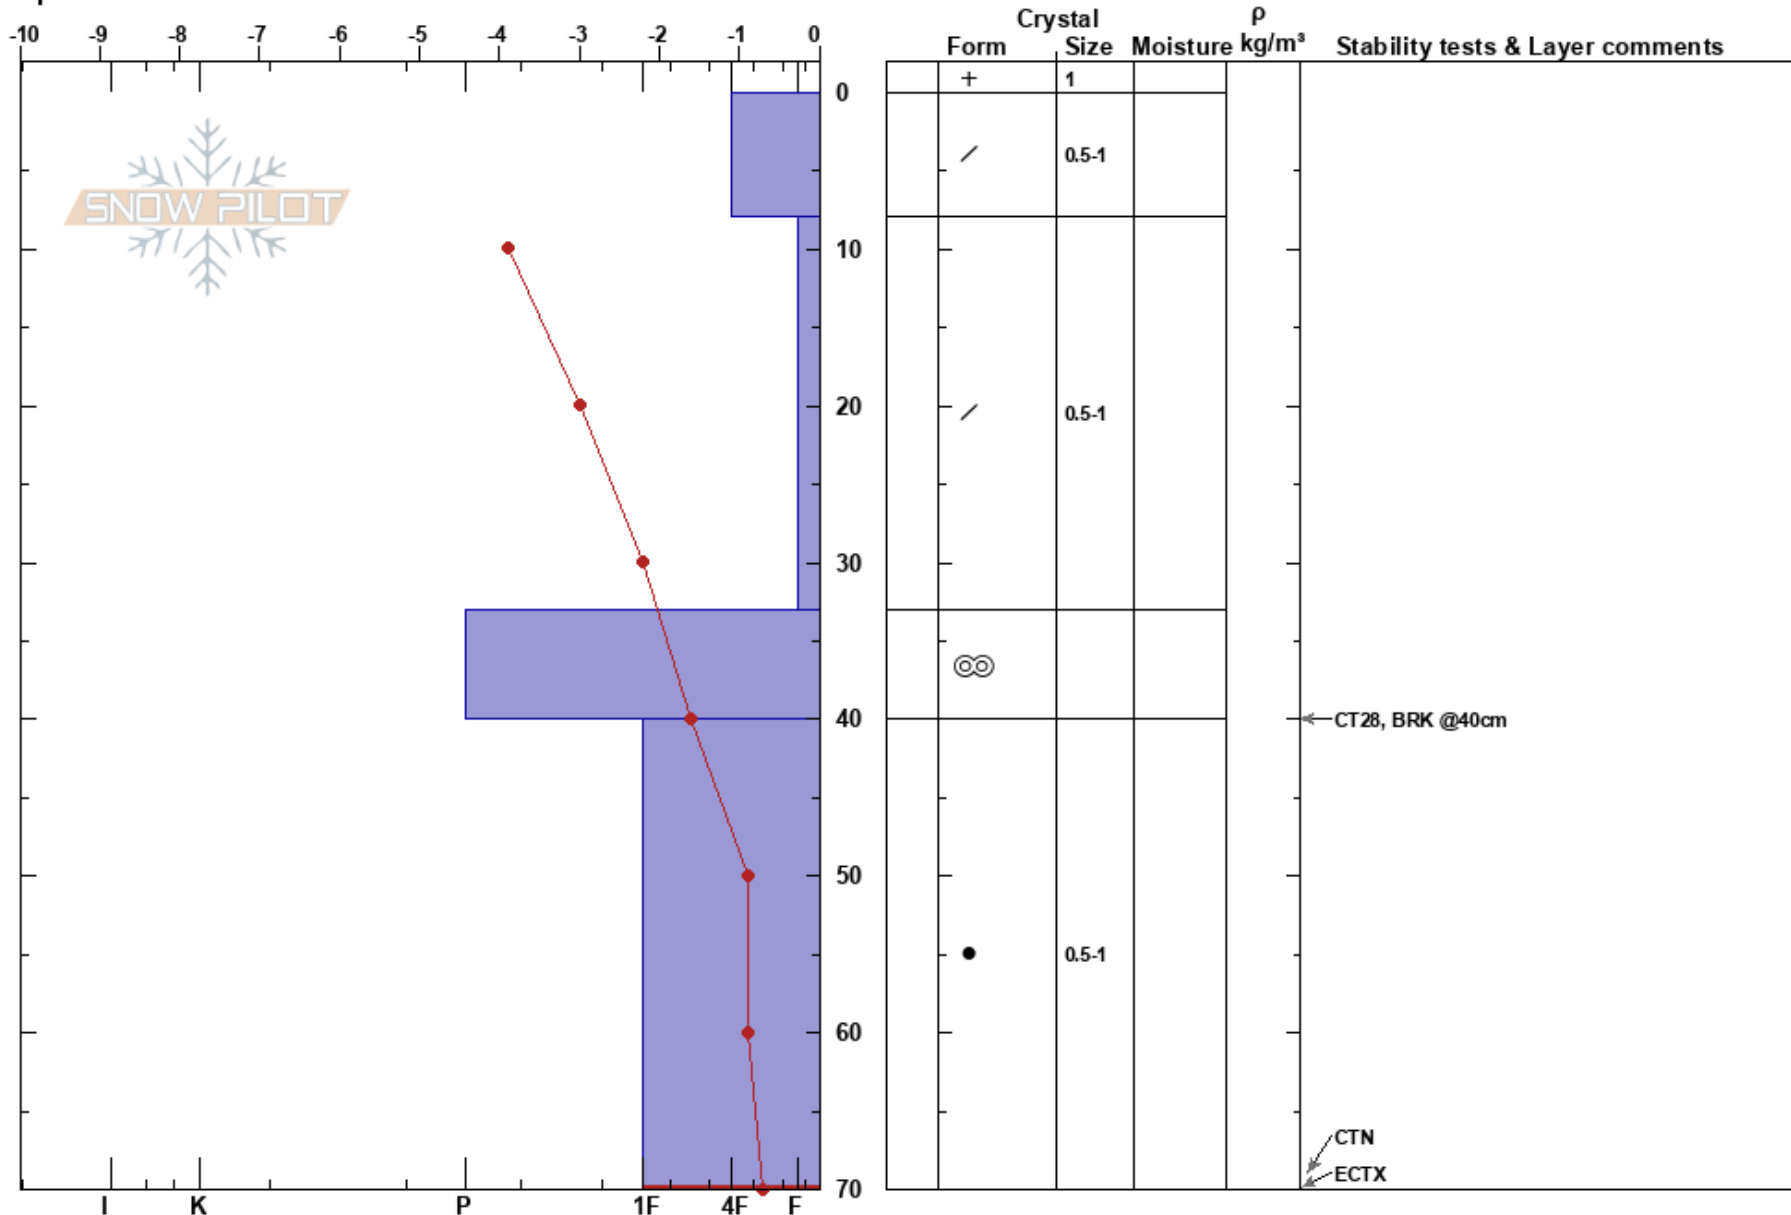 Crystal ρ
-10 -9 -8 -7 -6 -5 -4 -3 -2 -1 0 Form Size Moisture kg/m³ Stability tests & Layer comments
+ 1
0
SNOW PILOT
0.5-1
10
20
0.5-1
30
40 CT28, BRK @40cm
50
0.5-1
60
CTN
ECTX
70
I K P 1F 4F F